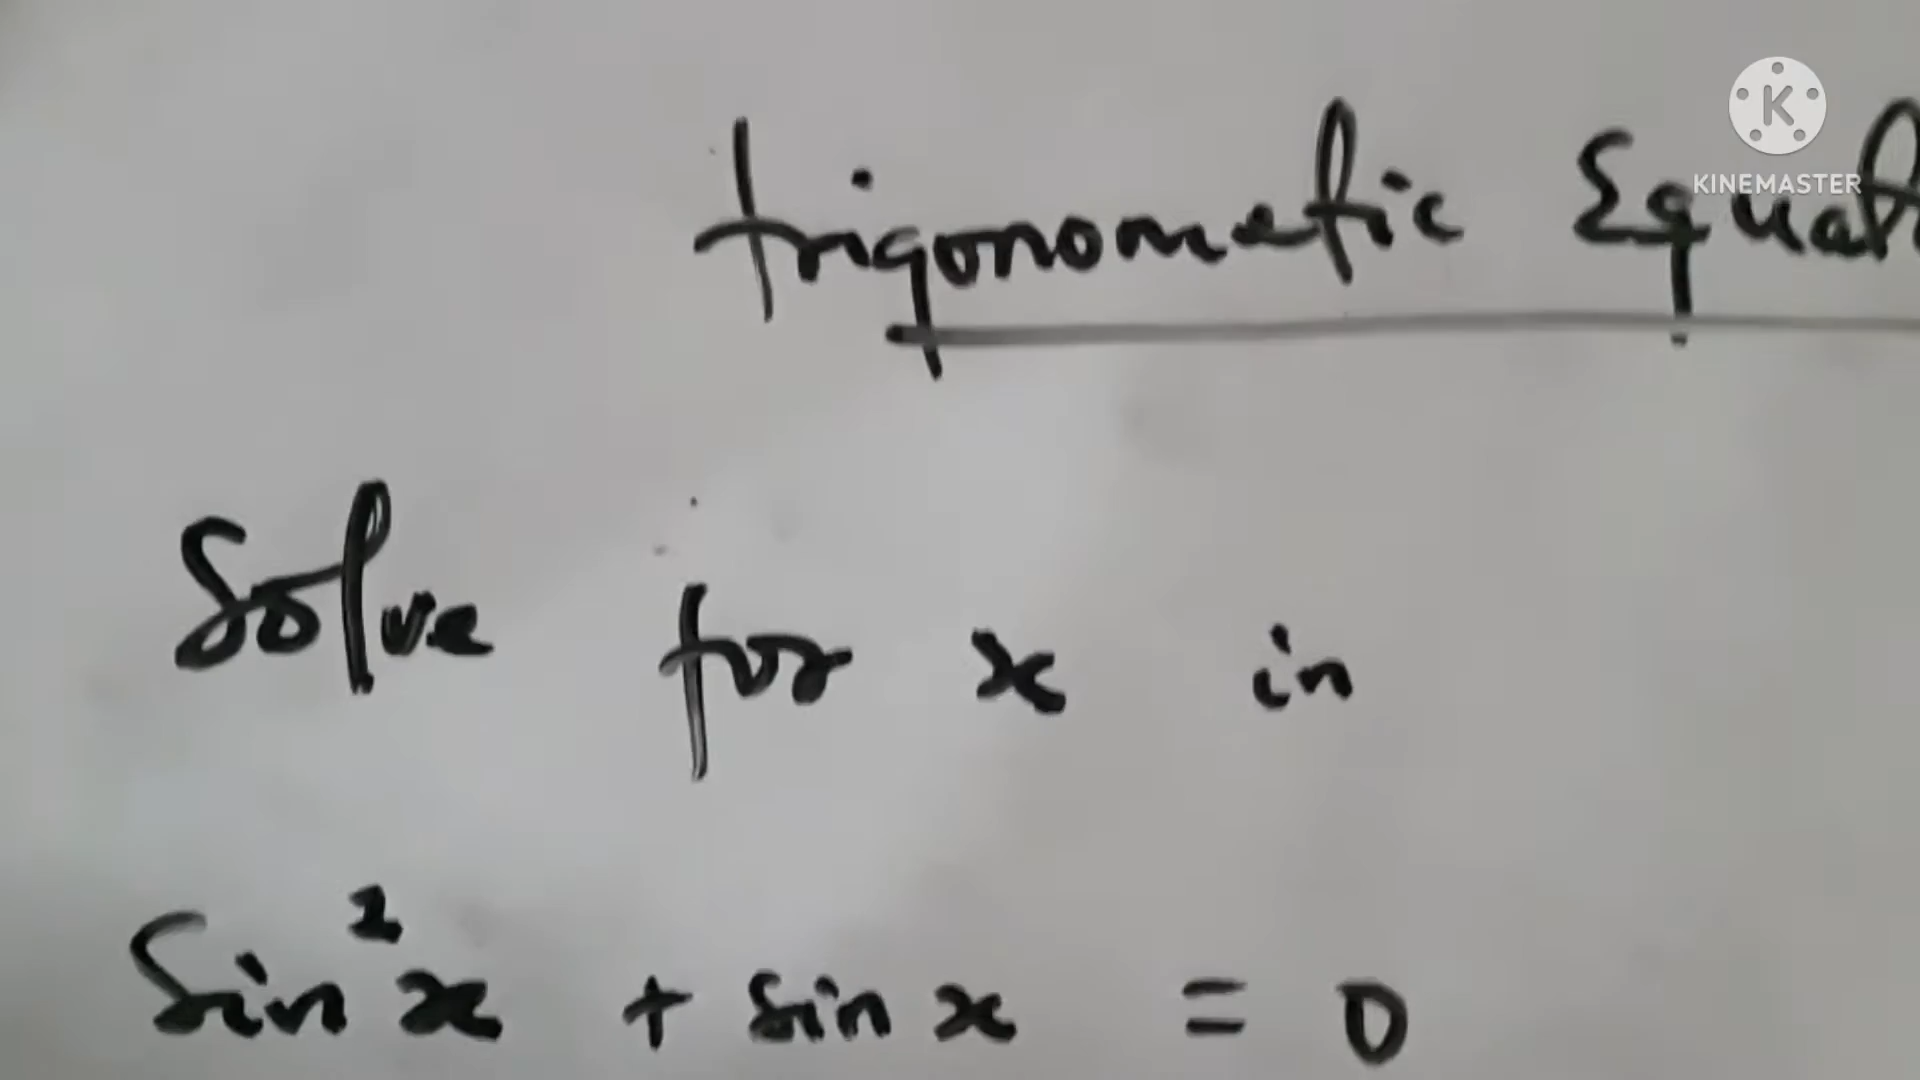 trigonometic Equat
KINEMASTER
Solve for x in
Sin²x + sin x = 0